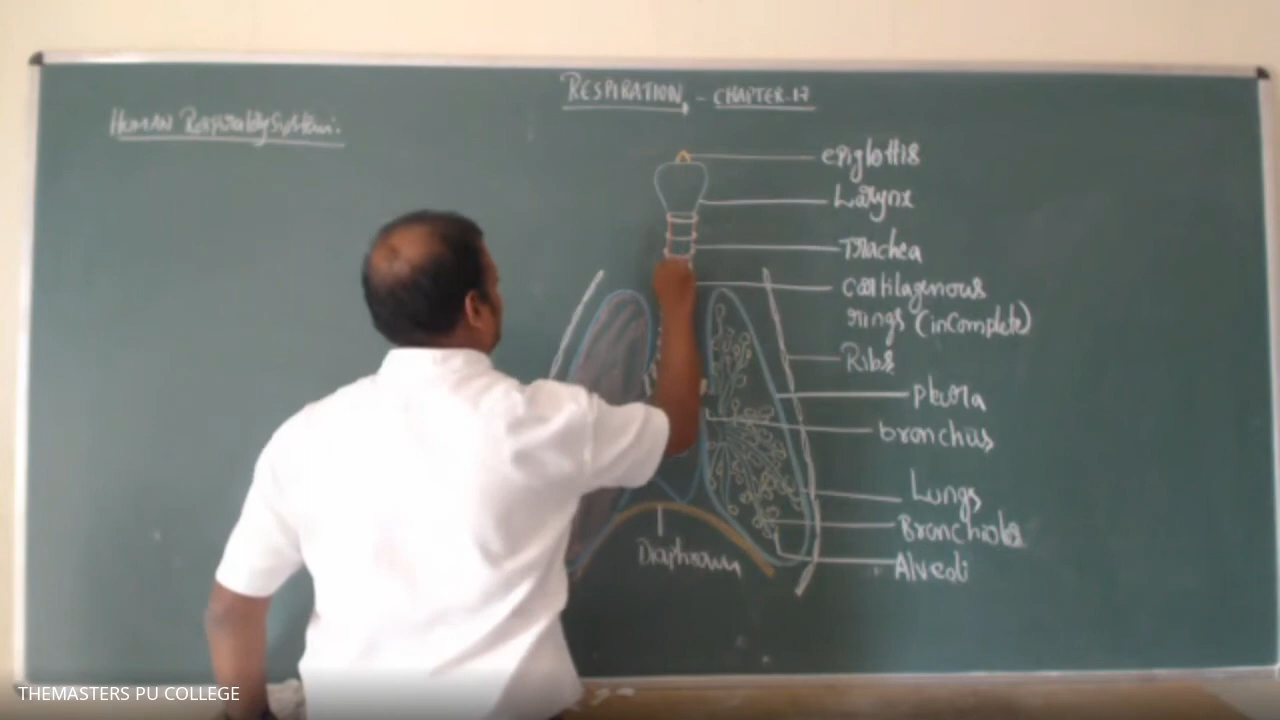 RESPIRATION, - CHAPTER-17
HUMAN Respiratory System:
epiglottis
Larynx
Trachea
cartilagenous
rings (incomplete)
Ribs
pleura
bronchus
Lungs
Bronchiole
Alveoli
Diaphragm
THEMASTERS PU COLLEGE